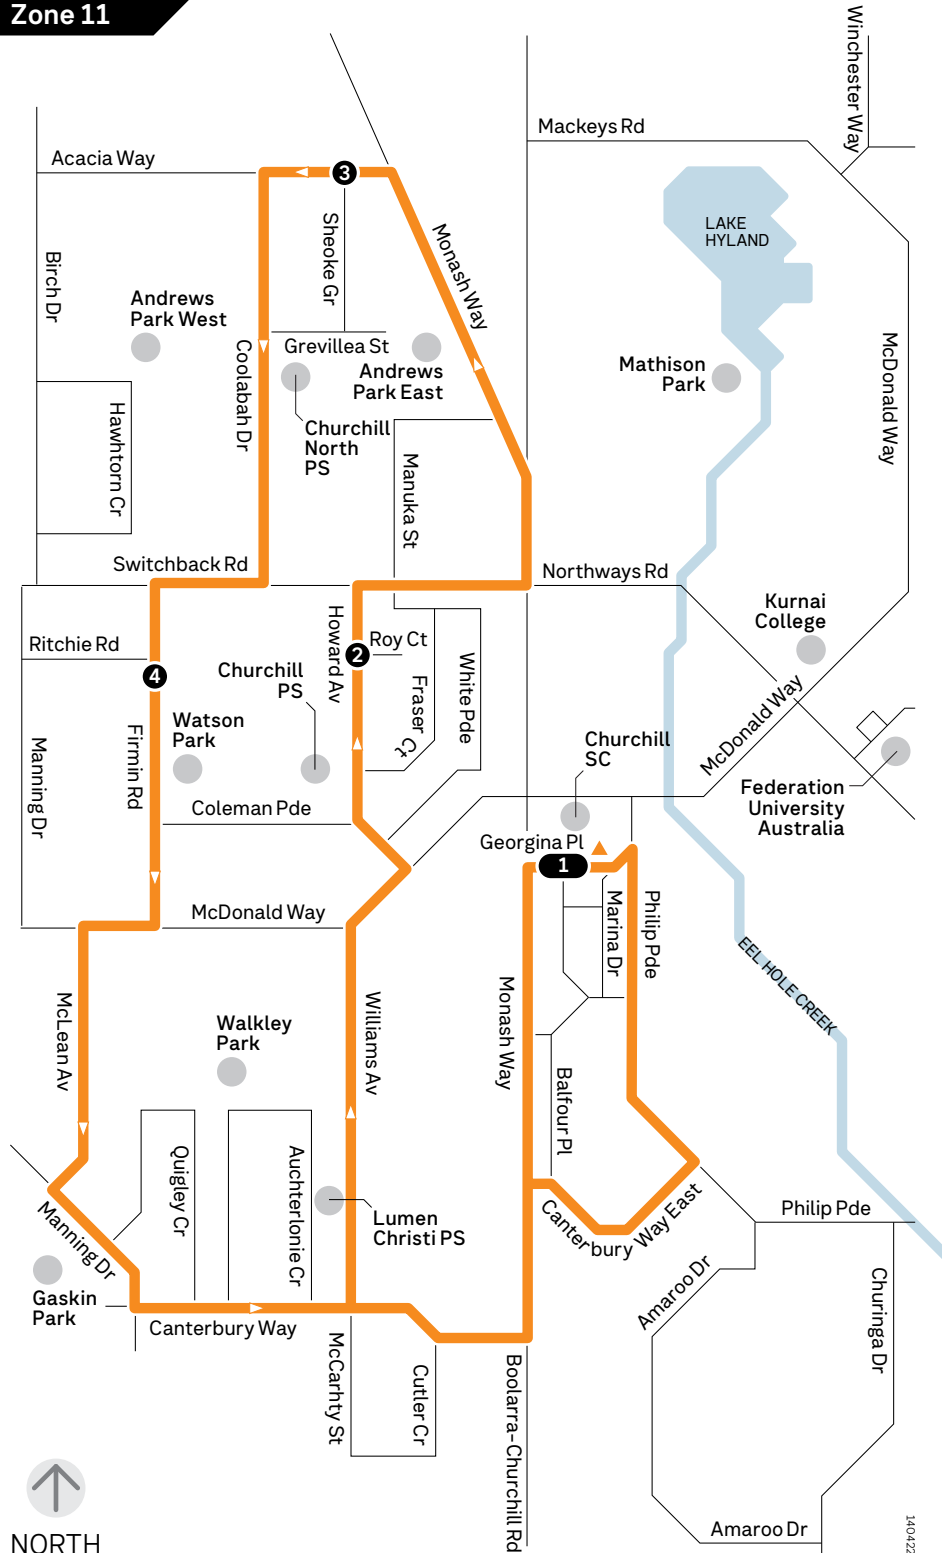 Zone 11
Winchester Way
Mackeys Rd
Acacia Way
3
LAKE
HYLAND
Sheoke Gr
Monash Way
Birch Dr
Andrews
Park West
Coolabah Dr
Grevillea St
Andrews
Park East
Mathison
Park
McDonald Way
Hawhtorn Cr
Churchill
North
PS
Manuka St
Switchback Rd
Northways Rd
Kurnai
College
Ritchie Rd
Howard Av
Roy Ct
2
4
Churchill
PS
Fraser
Ct
White Pde
McDonald Way
Watson
Park
Firmin Rd
Manning Dr
Churchill
SC
Federation
University
Australia
Coleman Pde
Georgina Pl
1
McDonald Way
Marina Dr
Philip Pde
EEL HOLE CREEK
McLean Av
Walkley
Park
Williams Av
Monash Way
Balfour Pl
Quigley Cr
Auchterlonie Cr
Lumen
Christi PS
Canterbury Way East
Manning Dr
Philip Pde
Gaskin
Park
Amaroo Dr
Churinga Dr
Canterbury Way
McCarhty St
Cutler Cr
Boolarra-Churchill Rd
Amaroo Dr
140422
NORTH